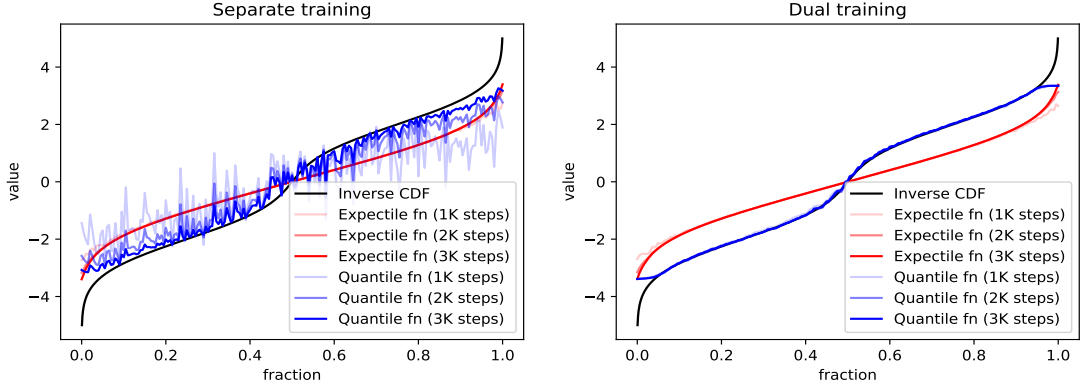 Separate training
4
2
0
−2
−4
value
0.0 0.2 0.4 0.6 0.8 1.0
fraction
Inverse CDF
Expectile fn (1K steps)
Expectile fn (2K steps)
Expectile fn (3K steps)
Quantile fn (1K steps)
Quantile fn (2K steps)
Quantile fn (3K steps)
Dual training
4
2
0
−2
−4
value
0.0 0.2 0.4 0.6 0.8 1.0
fraction
Inverse CDF
Expectile fn (1K steps)
Expectile fn (2K steps)
Expectile fn (3K steps)
Quantile fn (1K steps)
Quantile fn (2K steps)
Quantile fn (3K steps)